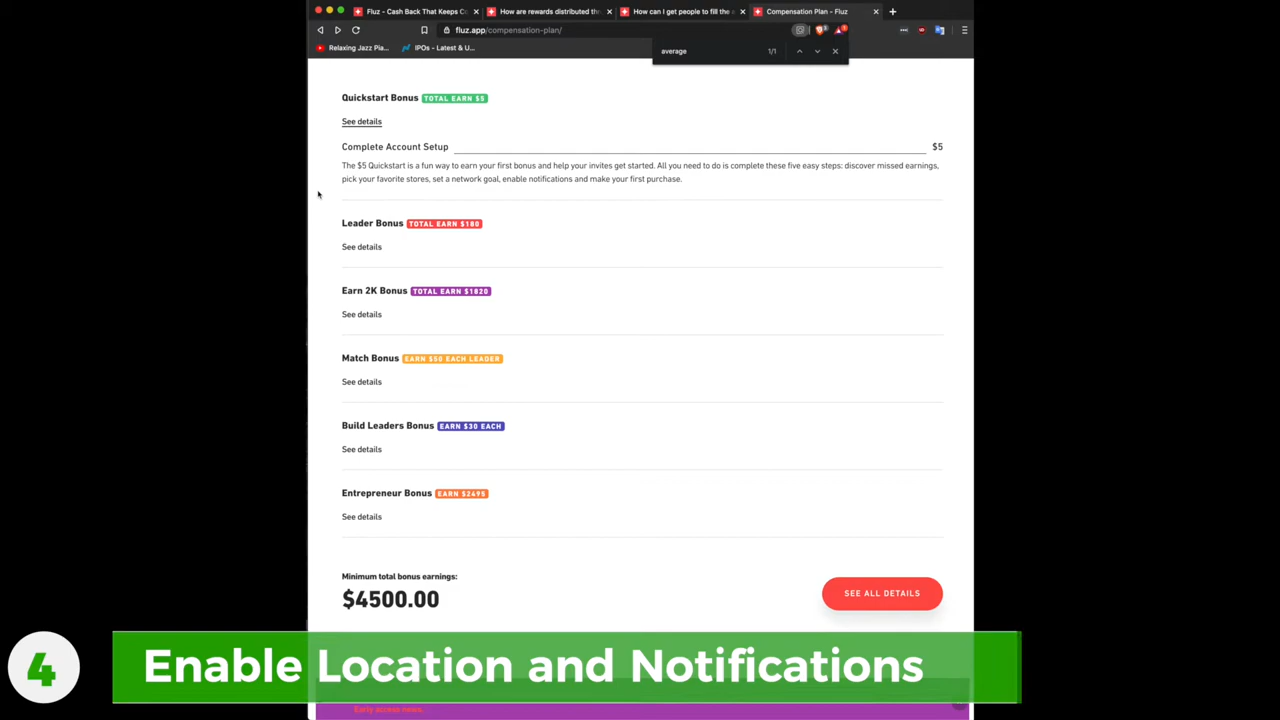 Fluz - Cash Back That Keeps C
How are rewards distributed th
How can I get people to fill the
Compensation Plan - Fluz
fluz.app/compensation-plan/
Relaxing Jazz Pia...
IPOs - Latest & U...
average
1/1
Quickstart Bonus TOTAL EARN $5
See details
Complete Account Setup $5
The $5 Quickstart is a fun way to earn your first bonus and help your invites get started. All you need to do is complete these five easy steps: discover missed earnings,
pick your favorite stores, set a network goal, enable notifications and make your first purchase.
Leader Bonus TOTAL EARN $180
See details
Earn 2K Bonus TOTAL EARN $1820
See details
Match Bonus EARN $50 EACH LEADER
See details
Build Leaders Bonus EARN $30 EACH
See details
Entrepreneur Bonus EARN $2495
See details
Minimum total bonus earnings:
$4500.00
SEE ALL DETAILS
4
Enable Location and Notifications
Early access news.